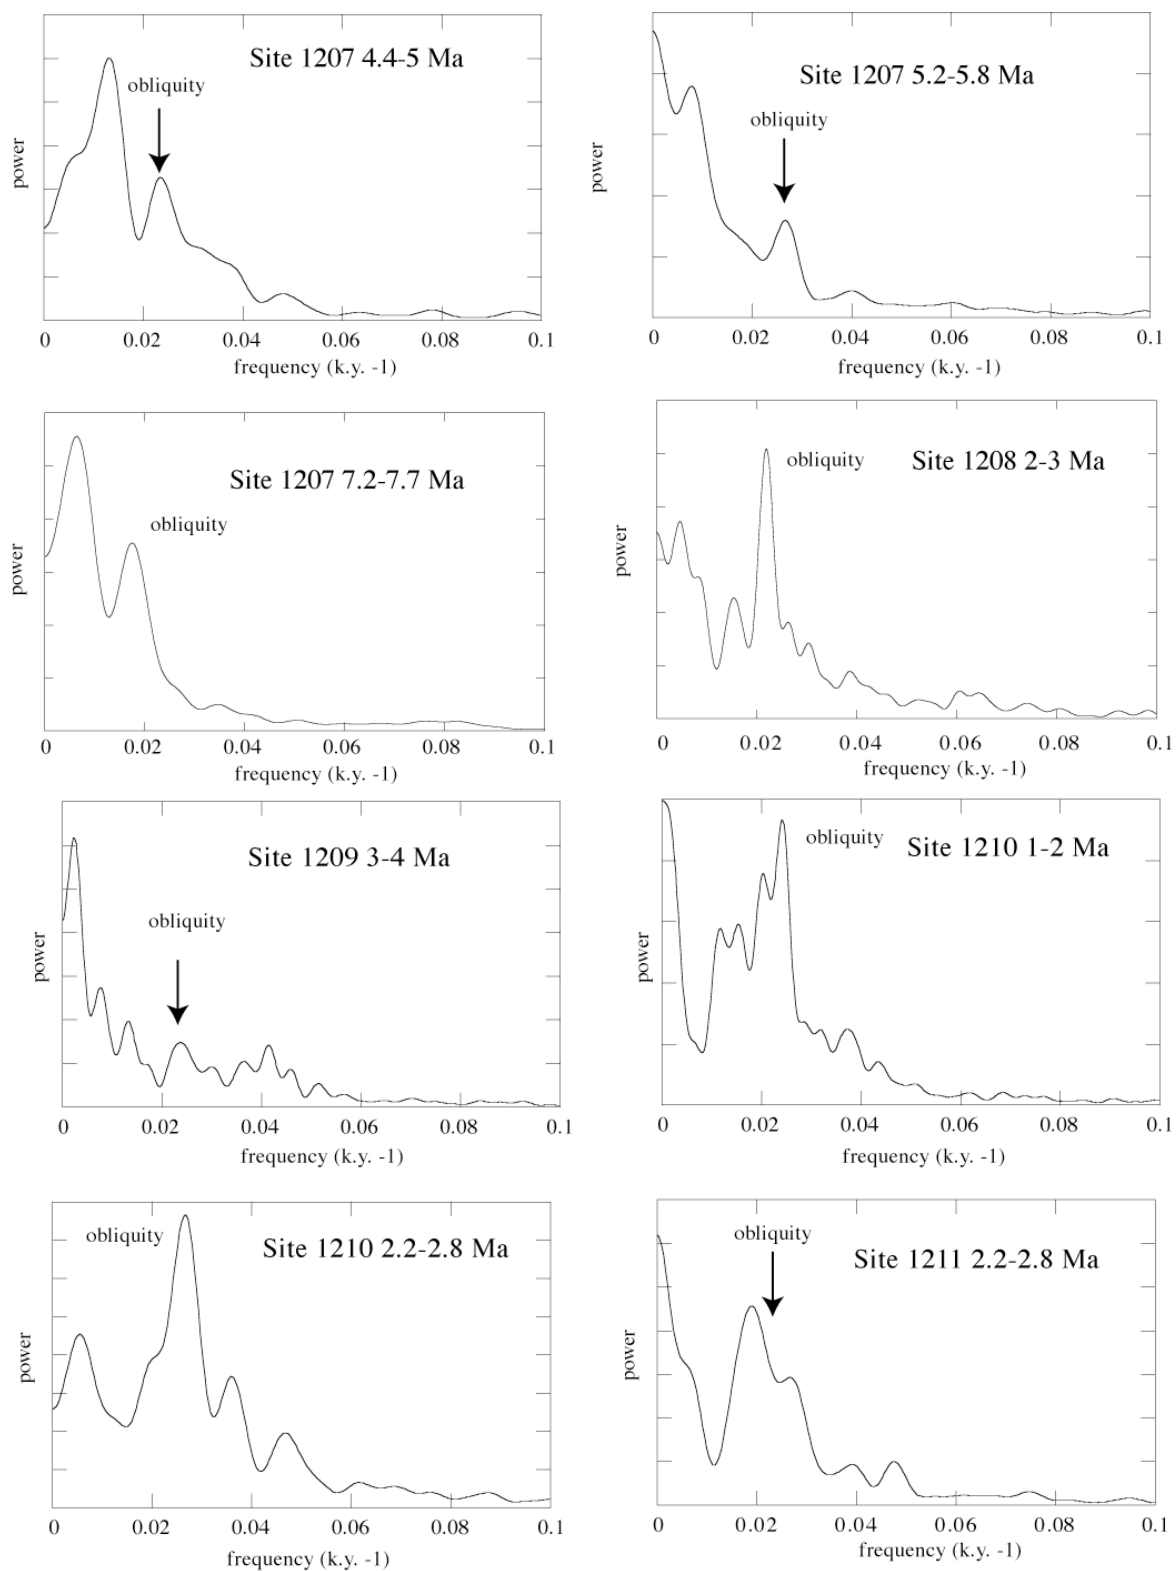 Site 1207 4.4-5 Ma
obliquity
power
0 0.02 0.04 0.06 0.08 0.1
frequency (k.y. -1)
Site 1207 5.2-5.8 Ma
obliquity
power
0 0.02 0.04 0.06 0.08 0.1
frequency (k.y. -1)
Site 1207 7.2-7.7 Ma
obliquity
power
0 0.02 0.04 0.06 0.08 0.1
frequency (k.y. -1)
obliquity
Site 1208 2-3 Ma
power
0 0.02 0.04 0.06 0.08 0.1
frequency (k.y. -1)
Site 1209 3-4 Ma
obliquity
power
0 0.02 0.04 0.06 0.08 0.1
frequency (k.y. -1)
obliquity
Site 1210 1-2 Ma
power
0 0.02 0.04 0.06 0.08 0.1
frequency (k.y. -1)
obliquity
Site 1210 2.2-2.8 Ma
power
0 0.02 0.04 0.06 0.08 0.1
frequency (k.y. -1)
obliquity
Site 1211 2.2-2.8 Ma
power
0 0.02 0.04 0.06 0.08 0.1
frequency (k.y. -1)